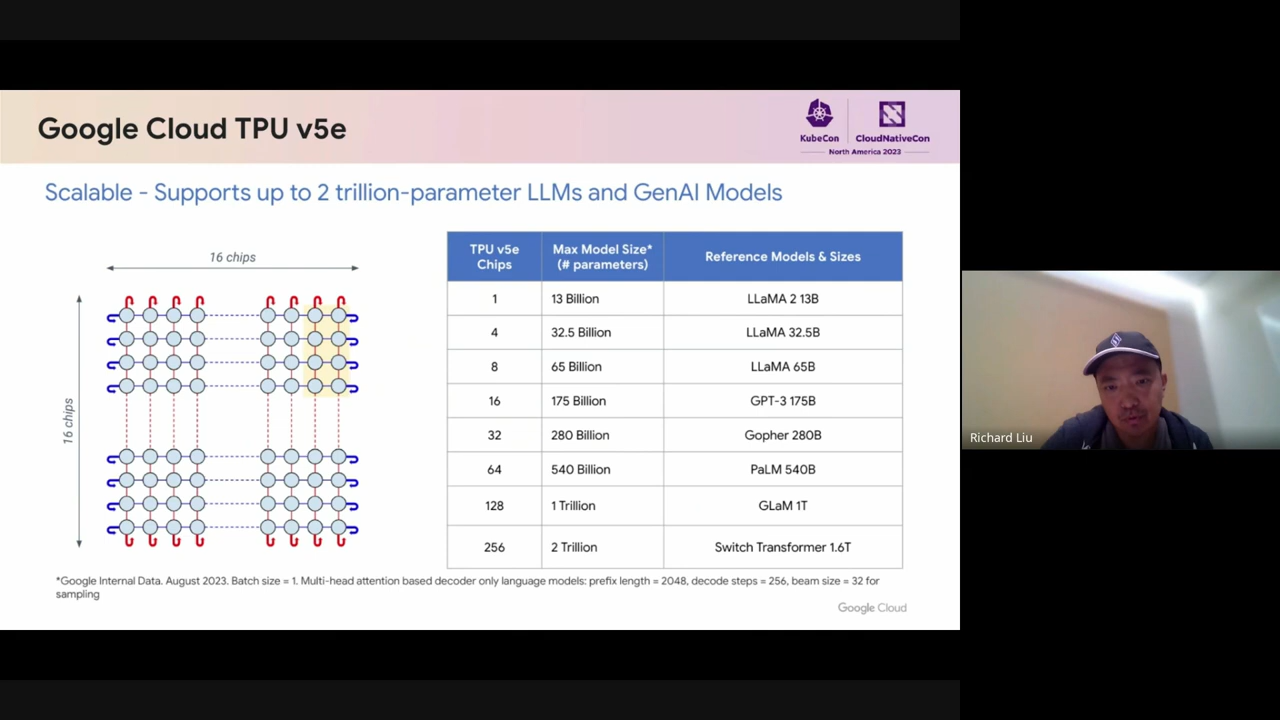 Google Cloud TPU v5e
KubeCon
CloudNativeCon
North America 2023
Scalable - Supports up to 2 trillion-parameter LLMs and GenAI Models
16 chips
16 chips
TPU v5e Chips
Max Model Size* (# parameters)
Reference Models & Sizes
1 13 Billion LLaMA 2 13B
4 32.5 Billion LLaMA 32.5B
8 65 Billion LLaMA 65B
16 175 Billion GPT-3 175B
32 280 Billion Gopher 280B
64 540 Billion PaLM 540B
128 1 Trillion GLaM 1T
256 2 Trillion Switch Transformer 1.6T
*Google Internal Data. August 2023. Batch size = 1. Multi-head attention based decoder only language models: prefix length = 2048, decode steps = 256, beam size = 32 for
sampling
Google Cloud
Richard Liu